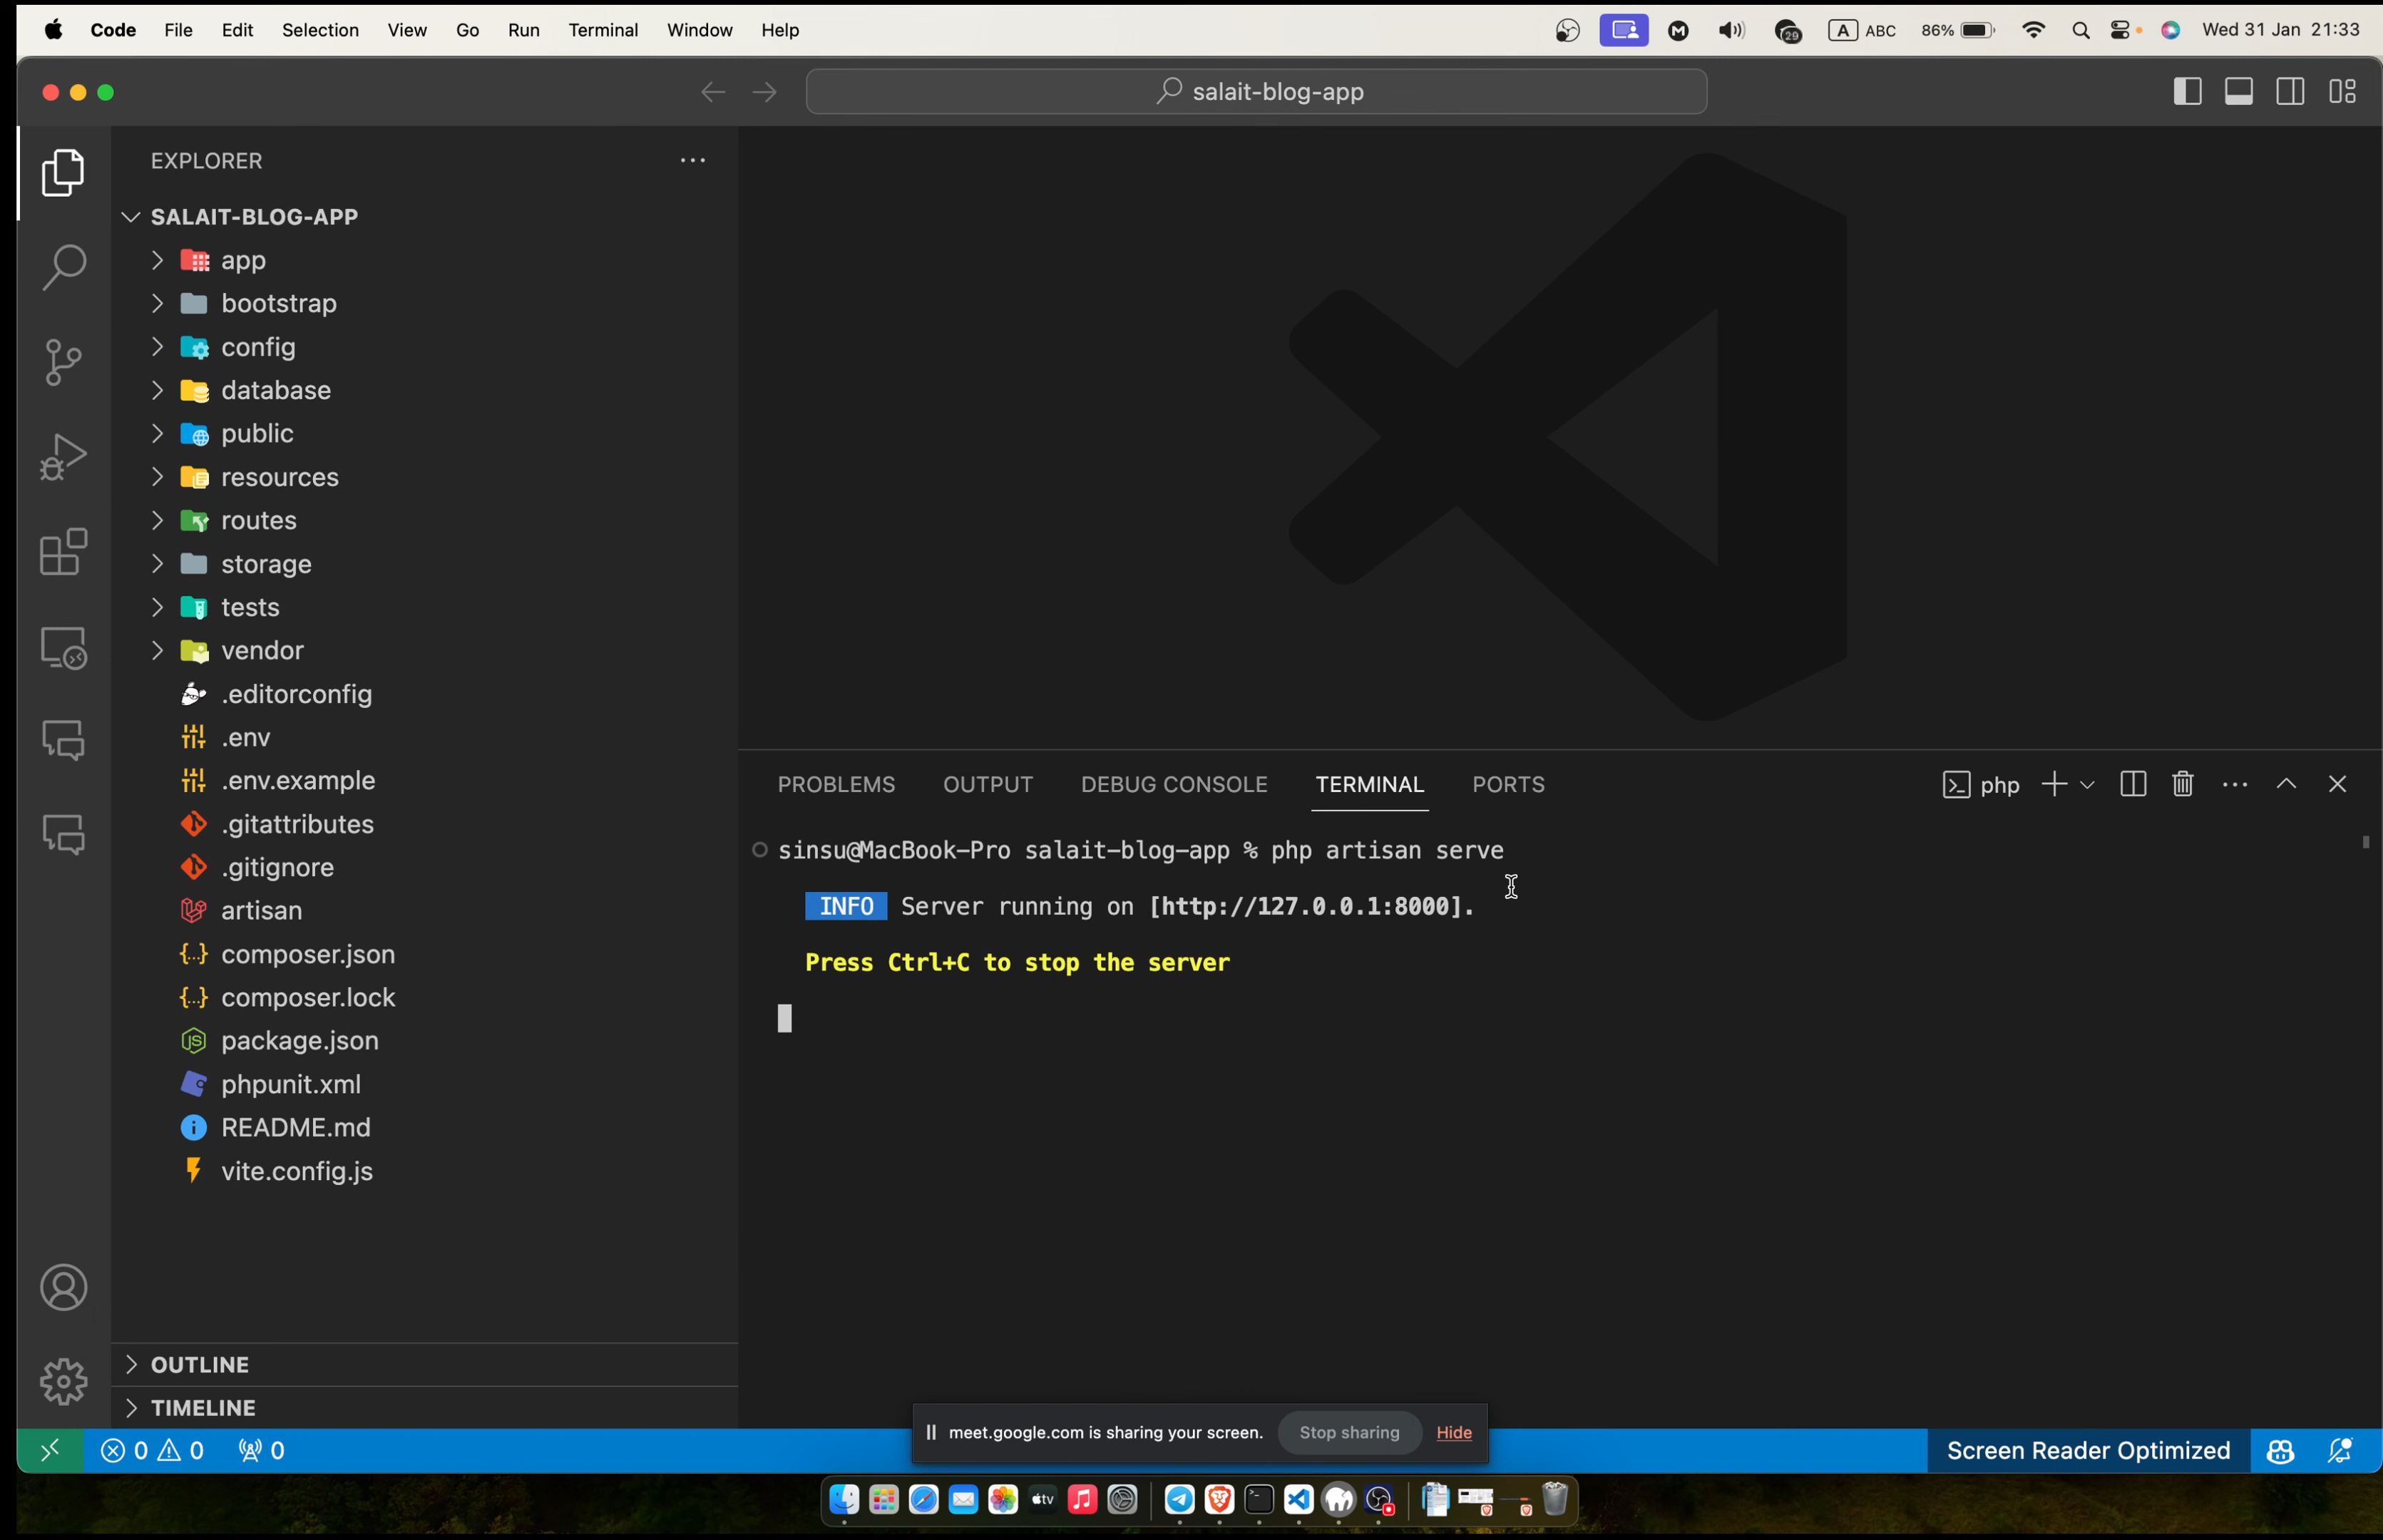 Code File Edit Selection View Go Run Terminal Window Help 29 A ABC 86% Wed 31 Jan 21:33
salait-blog-app
EXPLORER
SALAIT-BLOG-APP
app
bootstrap
config
database
public
resources
routes
storage
tests
vendor
.editorconfig
.env
.env.example
.gitattributes
.gitignore
artisan
composer.json
composer.lock
package.json
phpunit.xml
README.md
vite.config.js
OUTLINE
TIMELINE
PROBLEMS OUTPUT DEBUG CONSOLE TERMINAL PORTS php
sinsu@MacBook-Pro salait-blog-app % php artisan serve
INFO Server running on [http://127.0.0.1:8000].
Press Ctrl+C to stop the server
meet.google.com is sharing your screen. Stop sharing Hide
0 0 0 Screen Reader Optimized
tv